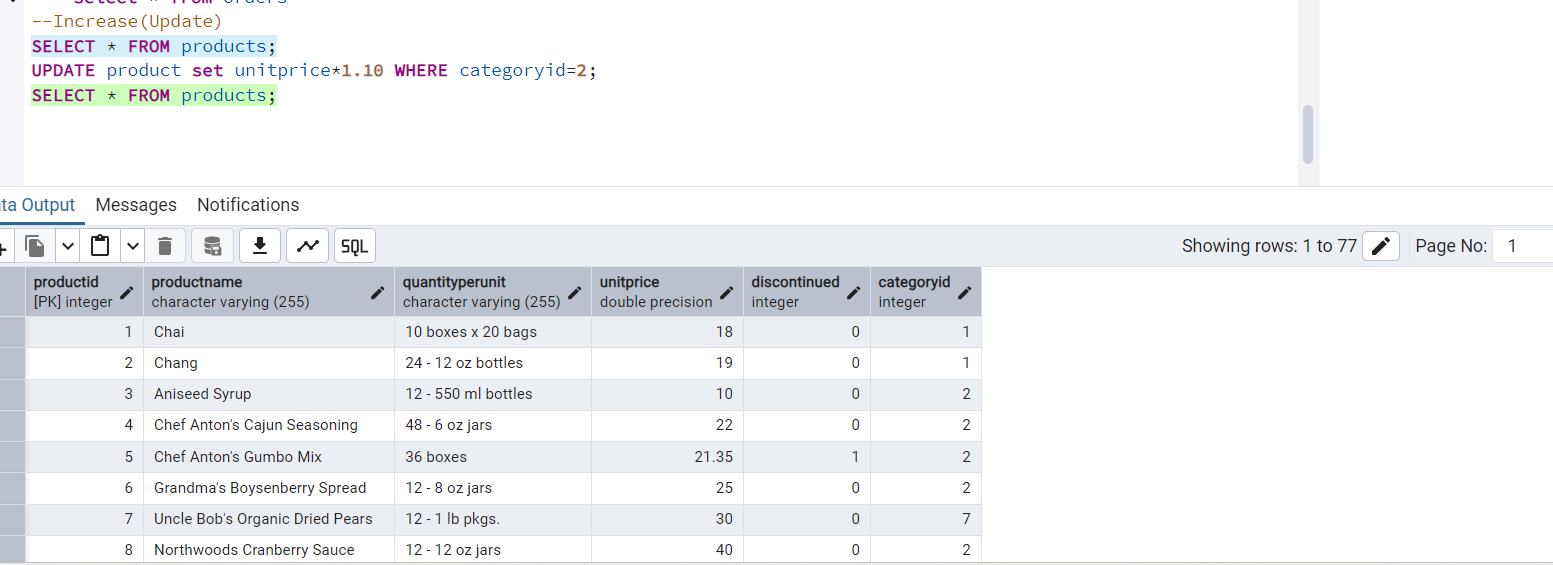 select * from orders
--Increase(Update)
SELECT * FROM products;
UPDATE product set unitprice*1.10 WHERE categoryid=2;
SELECT * FROM products;
ta Output Messages Notifications
SQL Showing rows: 1 to 77 Page No: 1
productid productname quantityperunit unitprice discontinued categoryid
[PK] integer character varying (255) character varying (255) double precision integer integer
1 Chai 10 boxes x 20 bags 18 0 1
2 Chang 24 - 12 oz bottles 19 0 1
3 Aniseed Syrup 12 - 550 ml bottles 10 0 2
4 Chef Anton's Cajun Seasoning 48 - 6 oz jars 22 0 2
5 Chef Anton's Gumbo Mix 36 boxes 21.35 1 2
6 Grandma's Boysenberry Spread 12 - 8 oz jars 25 0 2
7 Uncle Bob's Organic Dried Pears 12 - 1 lb pkgs. 30 0 7
8 Northwoods Cranberry Sauce 12 - 12 oz jars 40 0 2